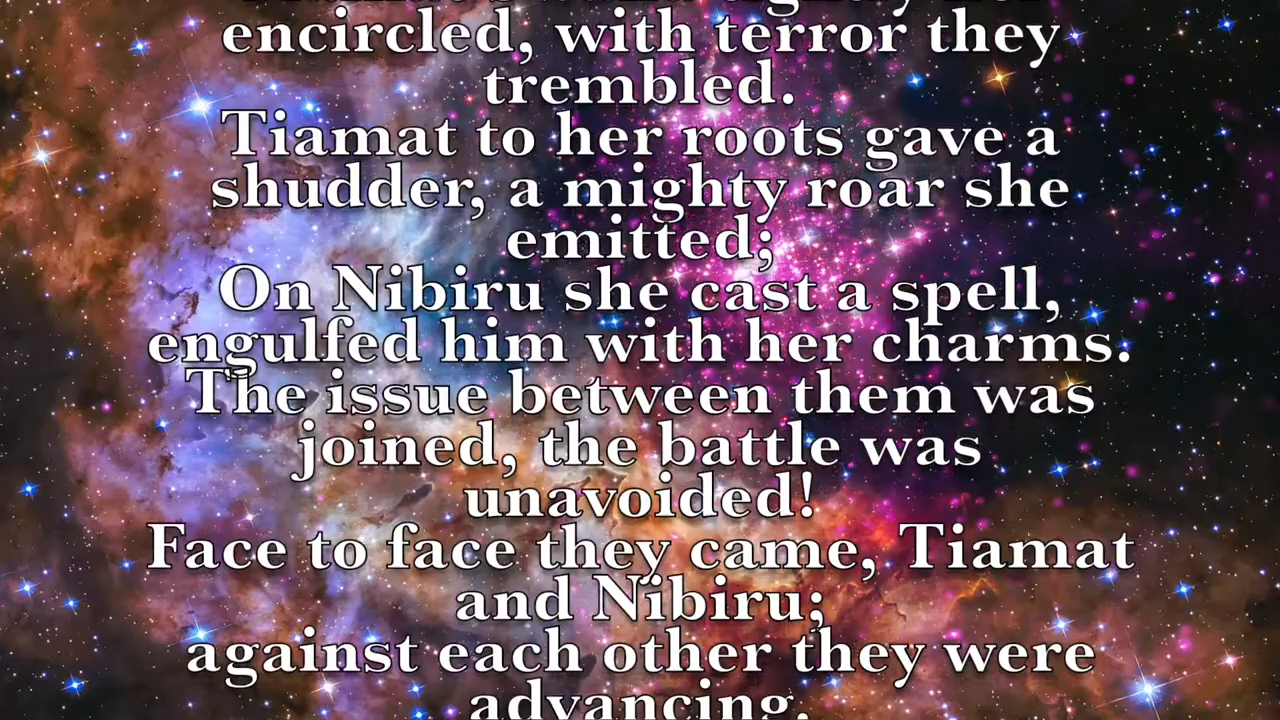 encircled, with terror they
trembled.
Tiamat to her roots gave a
shudder, a mighty roar she
emitted;
On Nibiru she cast a spell,
engulfed him with her charms.
The issue between them was
joined, the battle was
unavoided!
Face to face they came, Tiamat
and Nibiru;
against each other they were
advancing.